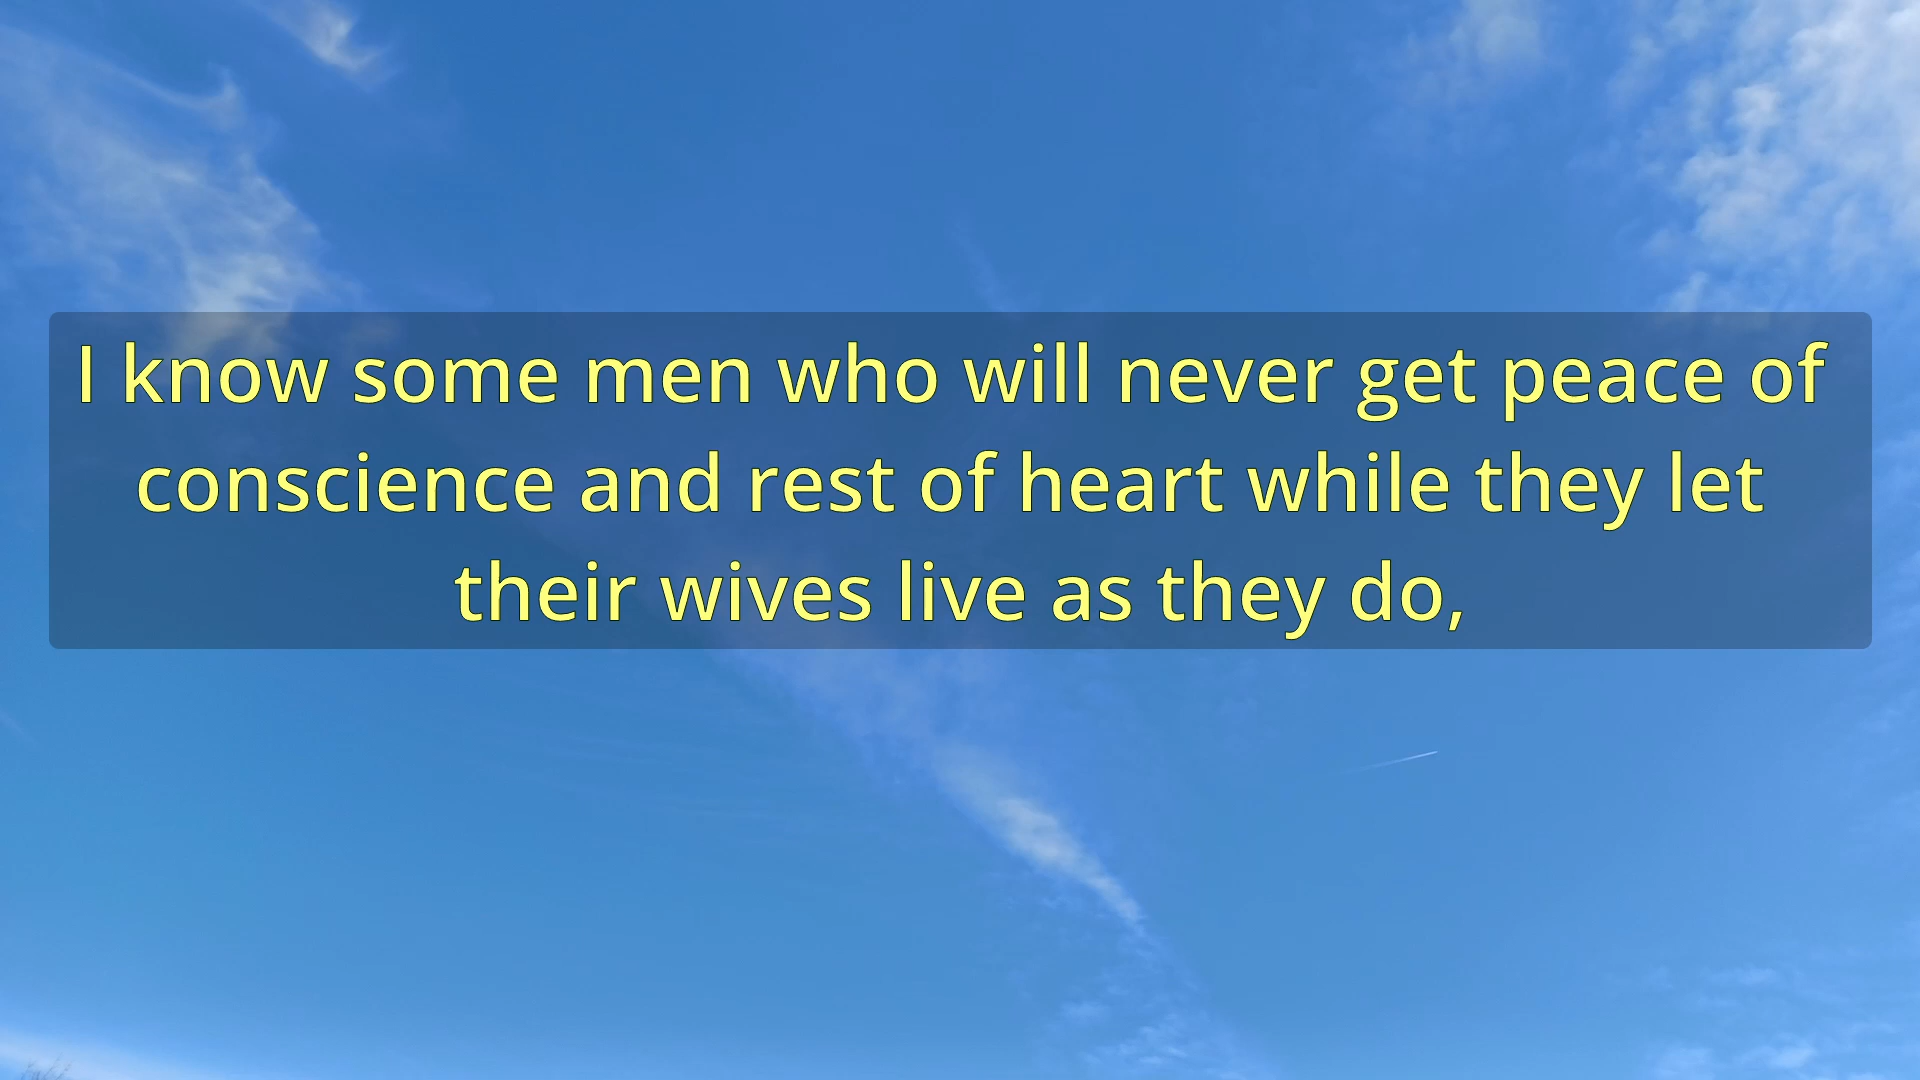 I know some men who will never get peace of
conscience and rest of heart while they let
their wives live as they do,